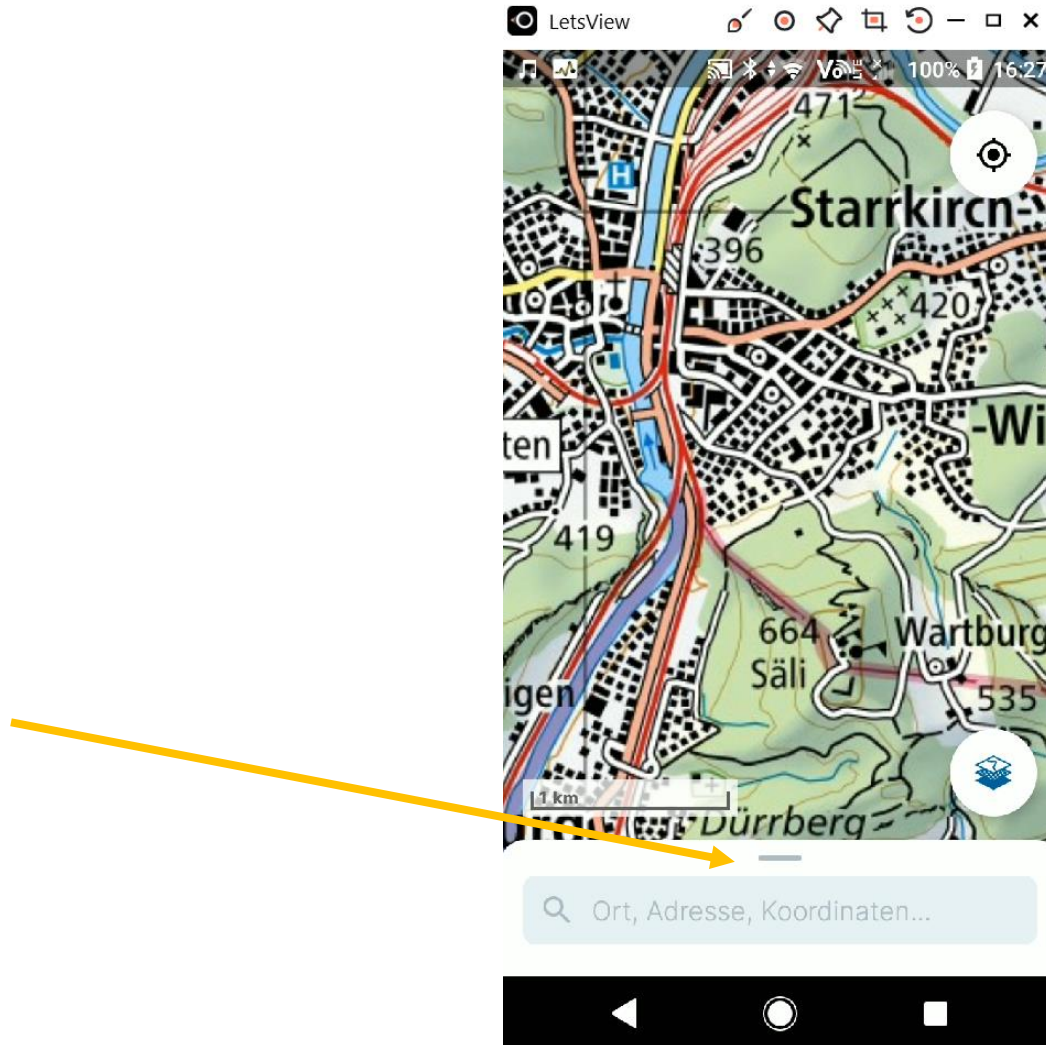 LetsView
100% 16:27
471
H
Starrkirch-
396
420
-Wi
ten
419
664
Säli
Wartburg
igen
535
1 km
Dürrberg
Ort, Adresse, Koordinaten...